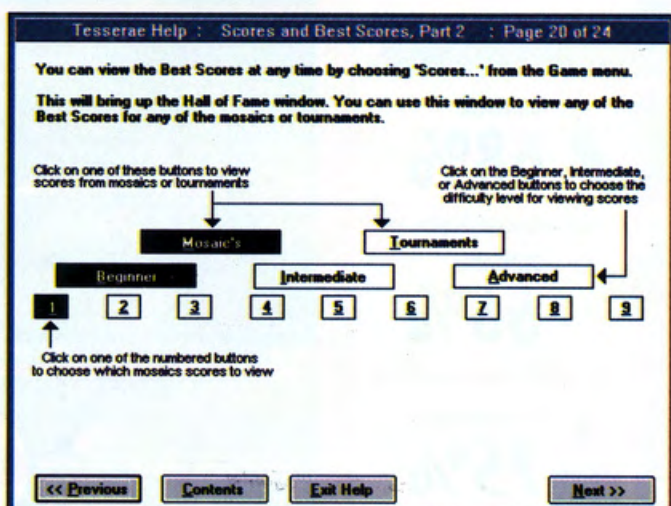 Tesserae Help : Scores and Best Scores, Part 2 : Page 20 of 24
You can view the Best Scores at any time by choosing 'Scores...' from the Game menu.
This will bring up the Hall of Fame window. You can use this window to view any of the
Best Scores for any of the mosaics or tournaments.
Click on one of these buttons to view
scores from mosaics or tournaments
Click on the Beginner, Intermediate,
or Advanced buttons to choose the
difficulty level for viewing scores
Mosaic's Tournaments
Beginner Intermediate Advanced
1 2 3 4 5 6 7 8 9
Click on one of the numbered buttons
to choose which mosaics scores to view
<< Previous Contents Exit Help Next >>